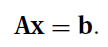 Ax = b.